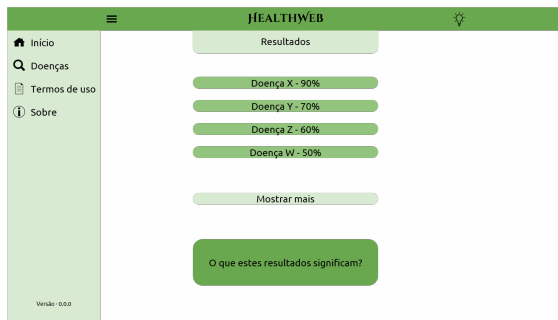 HealthWeb
Início
Doenças
Termos de uso
Sobre
Versão - 0.0.0
Resultados
Doença X - 90%
Doença Y - 70%
Doença Z - 60%
Doença W - 50%
Mostrar mais
O que estes resultados significam?